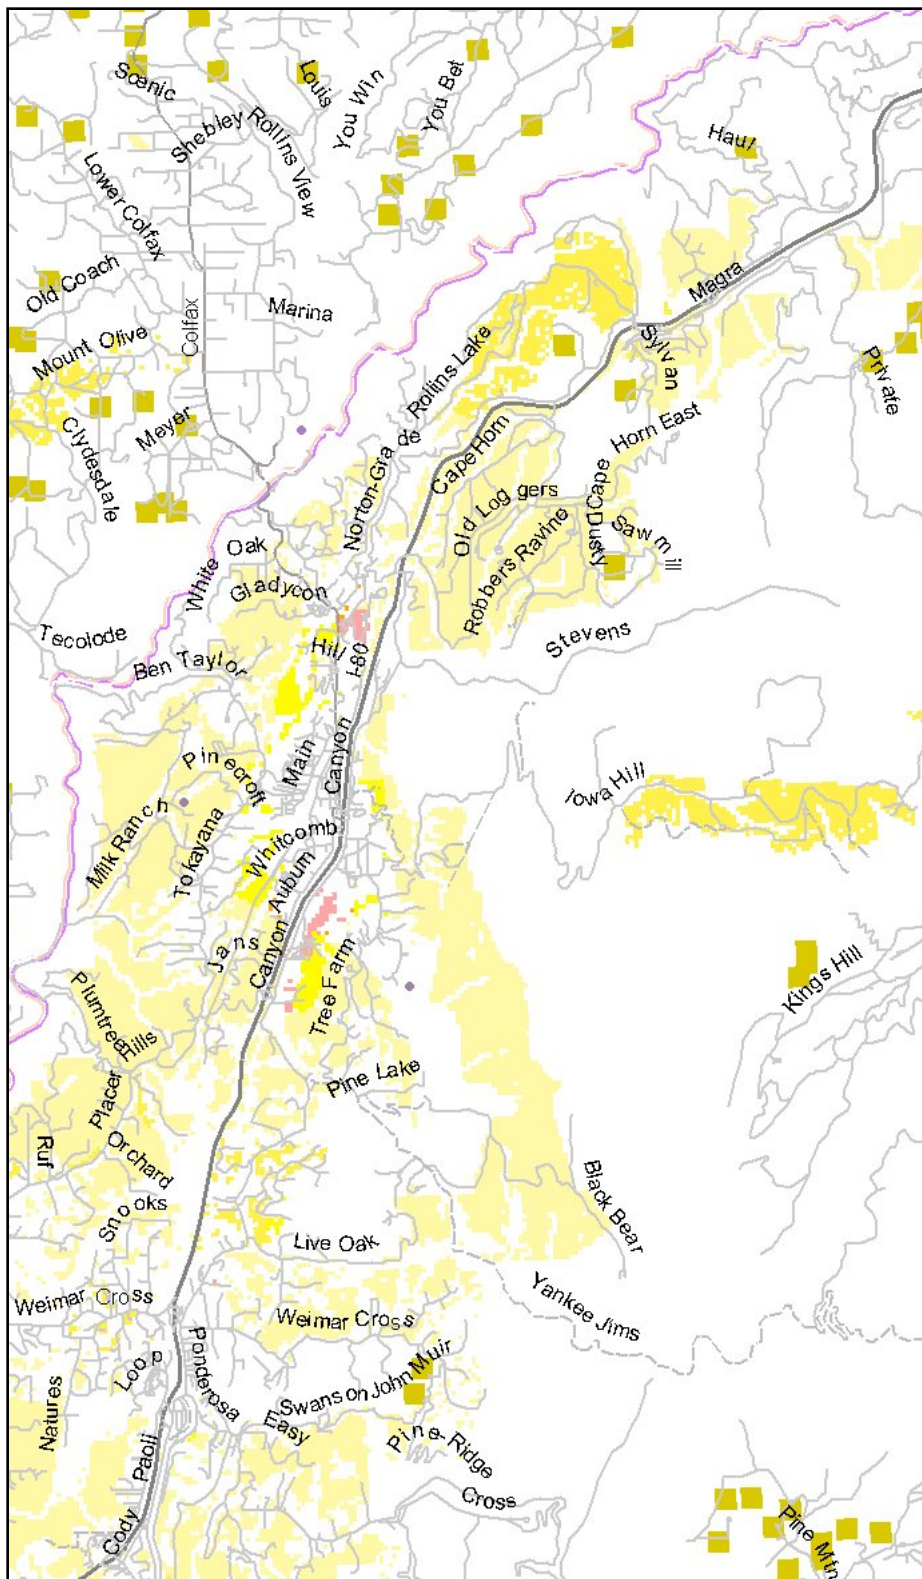 Scenic
Louis
You Win
You Bet
Shebley
Rollins View
Haul
Lower Colfax
Old Coach
Colfax
Marina
Magra
Mount Olive
Rollins Lake
Sylvan
Private
Meyer
Clydesdale
Norton-Grade
Cape Horn
Horn East
Cape
Old Loggers
Dusty
Sawmill
White Oak
Robbers Ravine
Gladycon
Tecolode
Hill
I-80
Stevens
Ben Taylor
Pinecroft
Main
Canyon
Iowa Hill
Milk Ranch
Tokayana
Whitcomb
Auburn
Jans
Canyon
Tree Farm
Kings Hill
Plumtree
Hills
Placer
Pine Lake
Ruf
Orchard
Snooks
Black Bear
Live Oak
Weimar Cross
Weimar Cross
Yankee Jims
Loop
Ponderosa
Natures
Swanson
John Muir
Easy
Paoli
Pine-Ridge
Cross
Cody
Pine Mtn